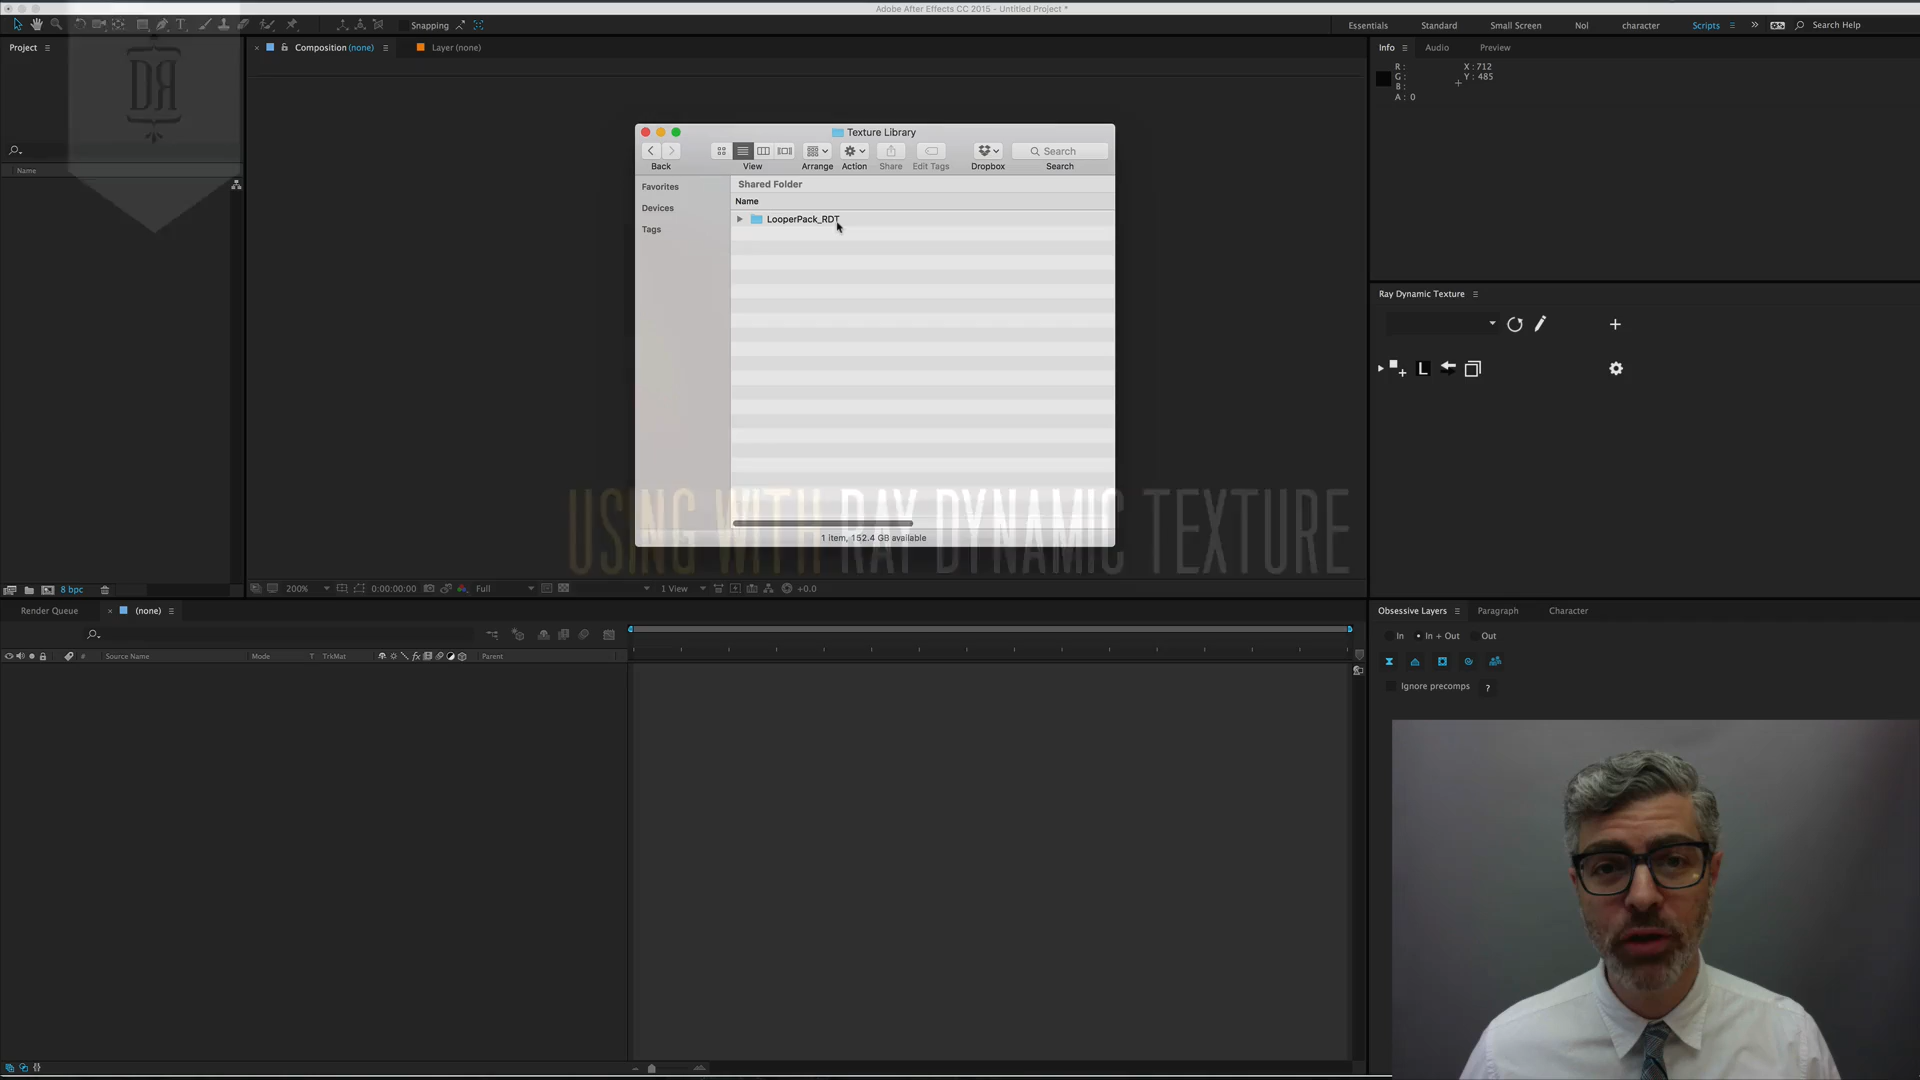 Adobe After Effects CC 2015 - Untitled Project *
Snapping
Essentials
Standard
Small Screen
Nol
character
Scripts
Search Help
Project
Composition (none)
Layer (none)
Info
Audio
Preview
R :
G :
B :
A : 0
X : 712
Y : 485
DR
Name
Texture Library
Back
View
Arrange
Action
Share
Edit Tags
Dropbox
Search
Search
Favorites
Devices
Tags
Shared Folder
Name
LooperPack_RDT
1 item, 152.4 GB available
USING WITH RAY DYNAMIC TEXTURE
Ray Dynamic Texture
L
8 bpc
200%
0:00:00:00
Full
1 View
+0.0
Render Queue
(none)
#
Source Name
Mode
T
TrkMat
fx
Parent
Obsessive Layers
Paragraph
Character
In
In + Out
Out
Ignore precomps
?